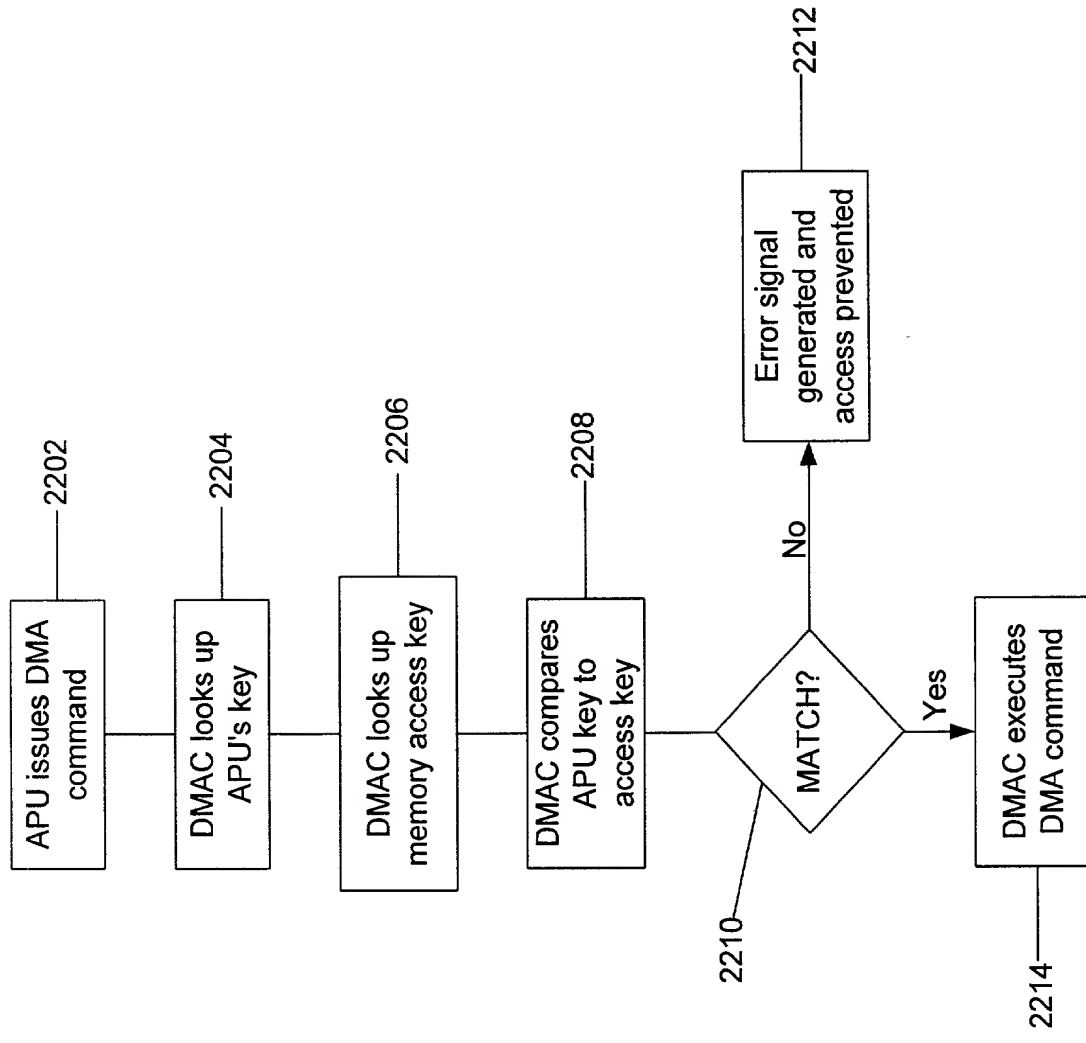 APU issues DMA
command
2202
DMAC looks up
APU's key
2204
DMAC looks up
memory access key
2206
DMAC compares
APU key to
access key
2208
MATCH?
2210
No
Error signal
generated and
access prevented
2212
Yes
DMAC executes
DMA command
2214